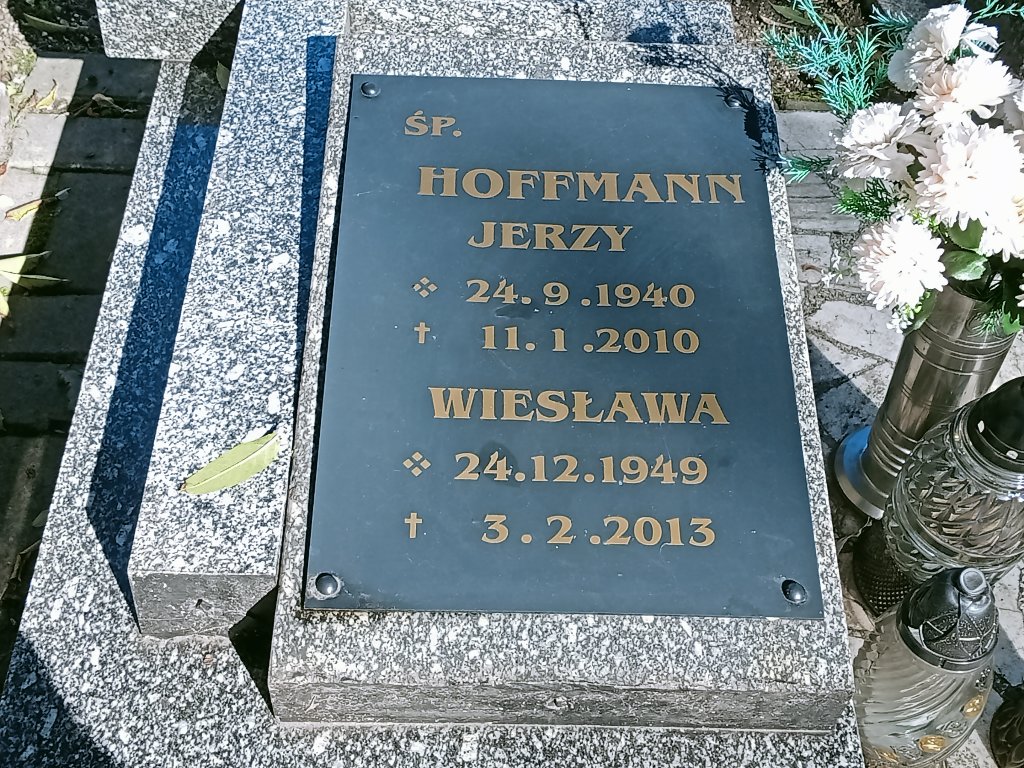 ŚP.
HOFFMANN
JERZY
24. 9 .1940
✝ 11. 1 .2010
WIESŁAWA
24.12.1949
✝ 3. 2 .2013